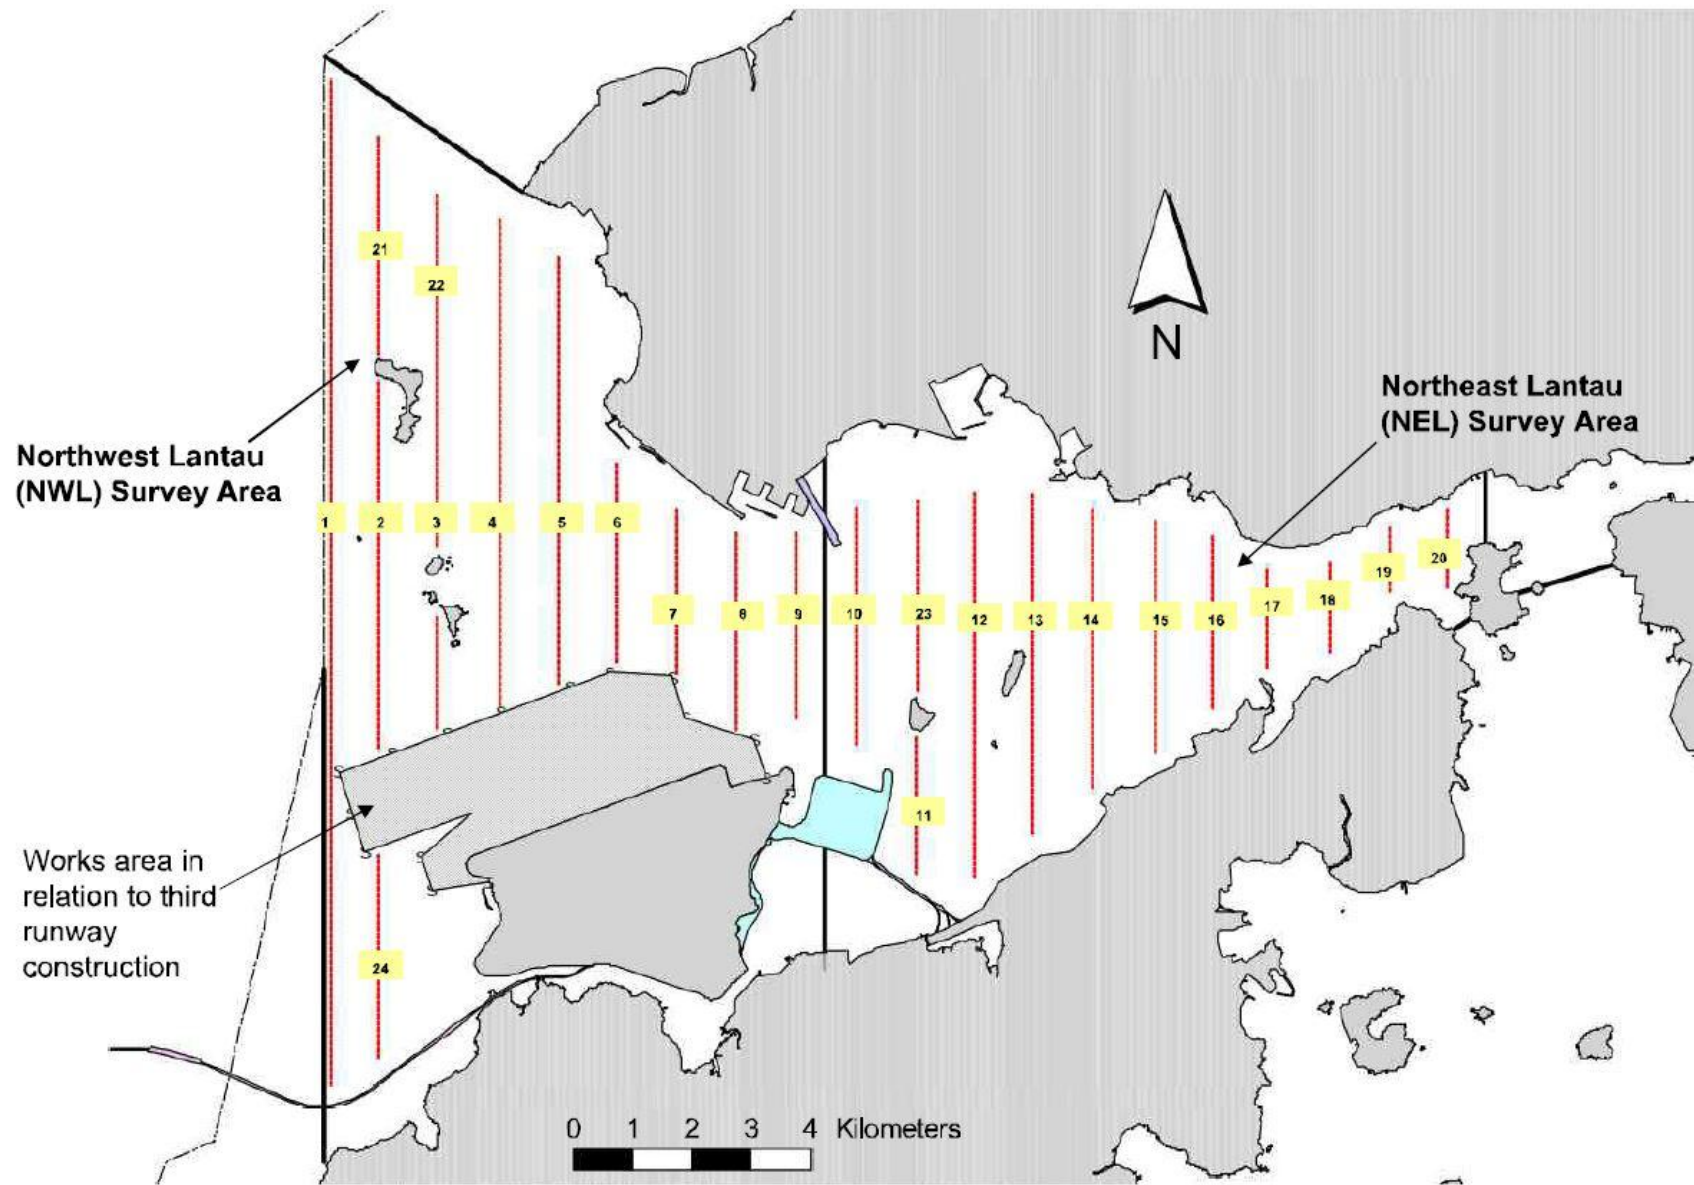 21
22
N
Northeast Lantau
(NEL) Survey Area
Northwest Lantau
(NWL) Survey Area
1
2
3
4
5
6
7
8
9
10
23
12
13
14
15
16
17
18
19
20
11
Works area in
relation to third
runway
construction
24
0 1 2 3 4 Kilometers